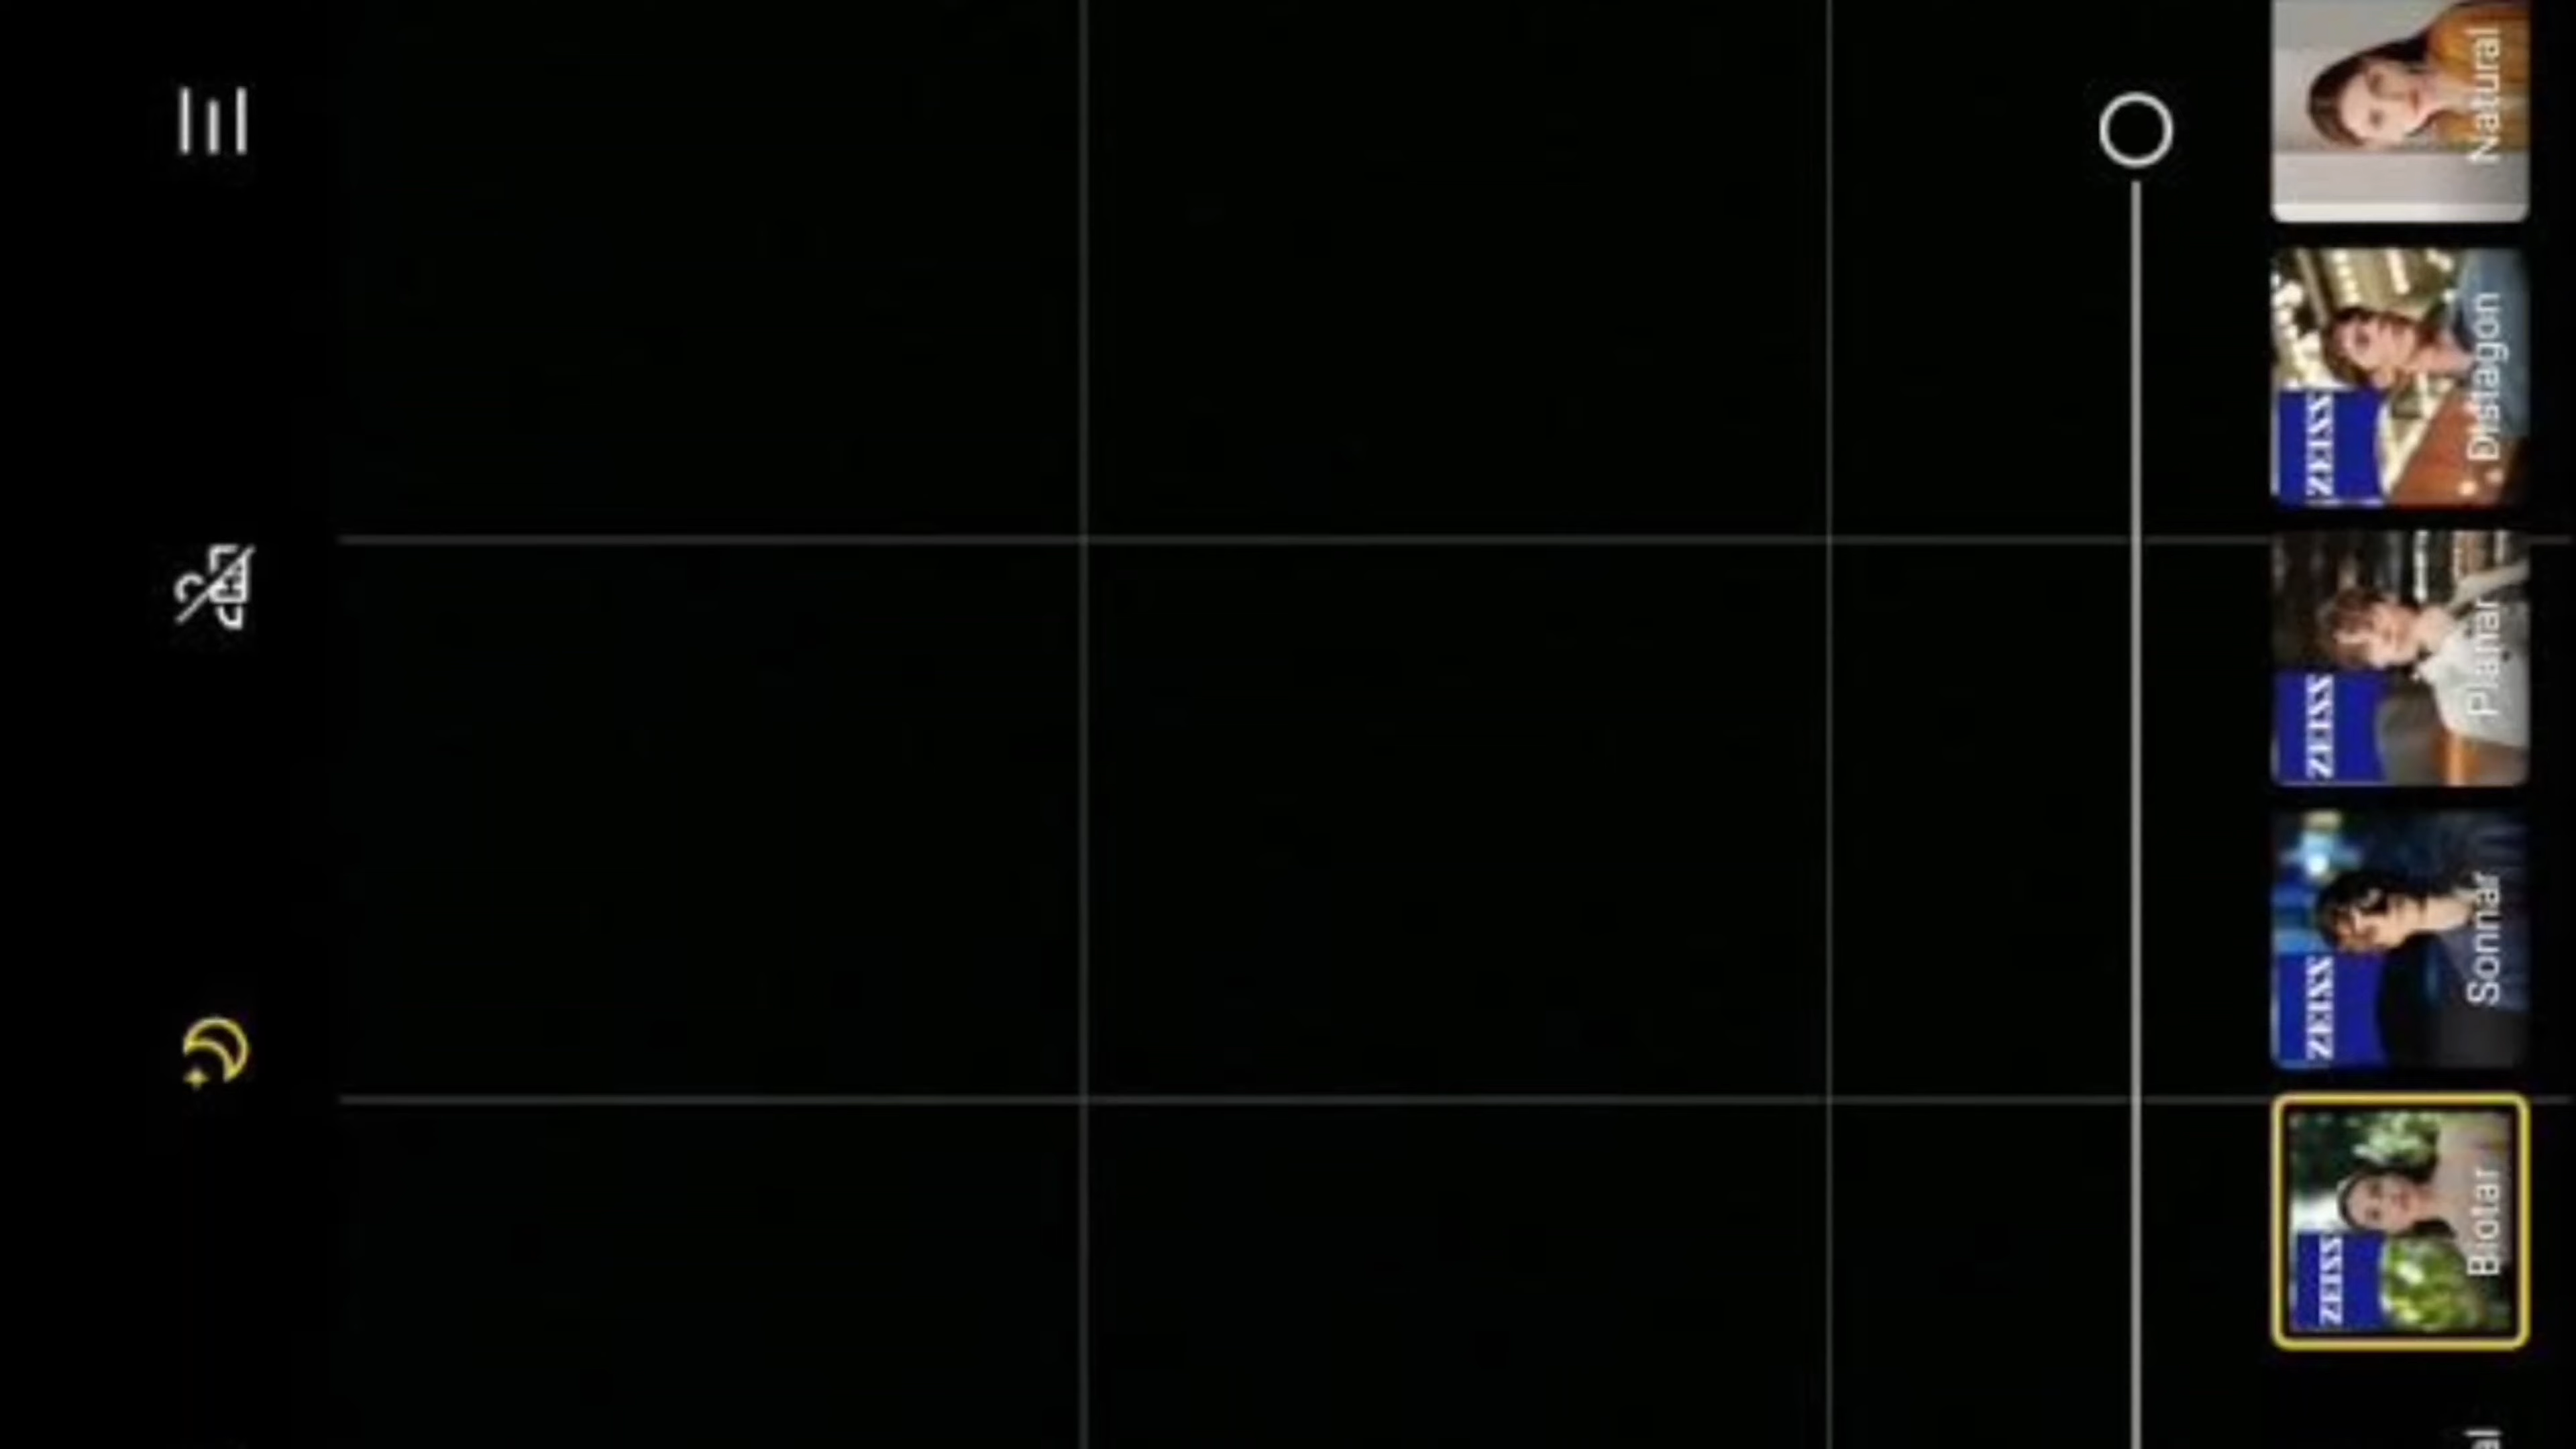 Natural
ZEISS
Distagon
ZEISS
Planar
ZEISS
Sonnar
ZEISS
Biotar